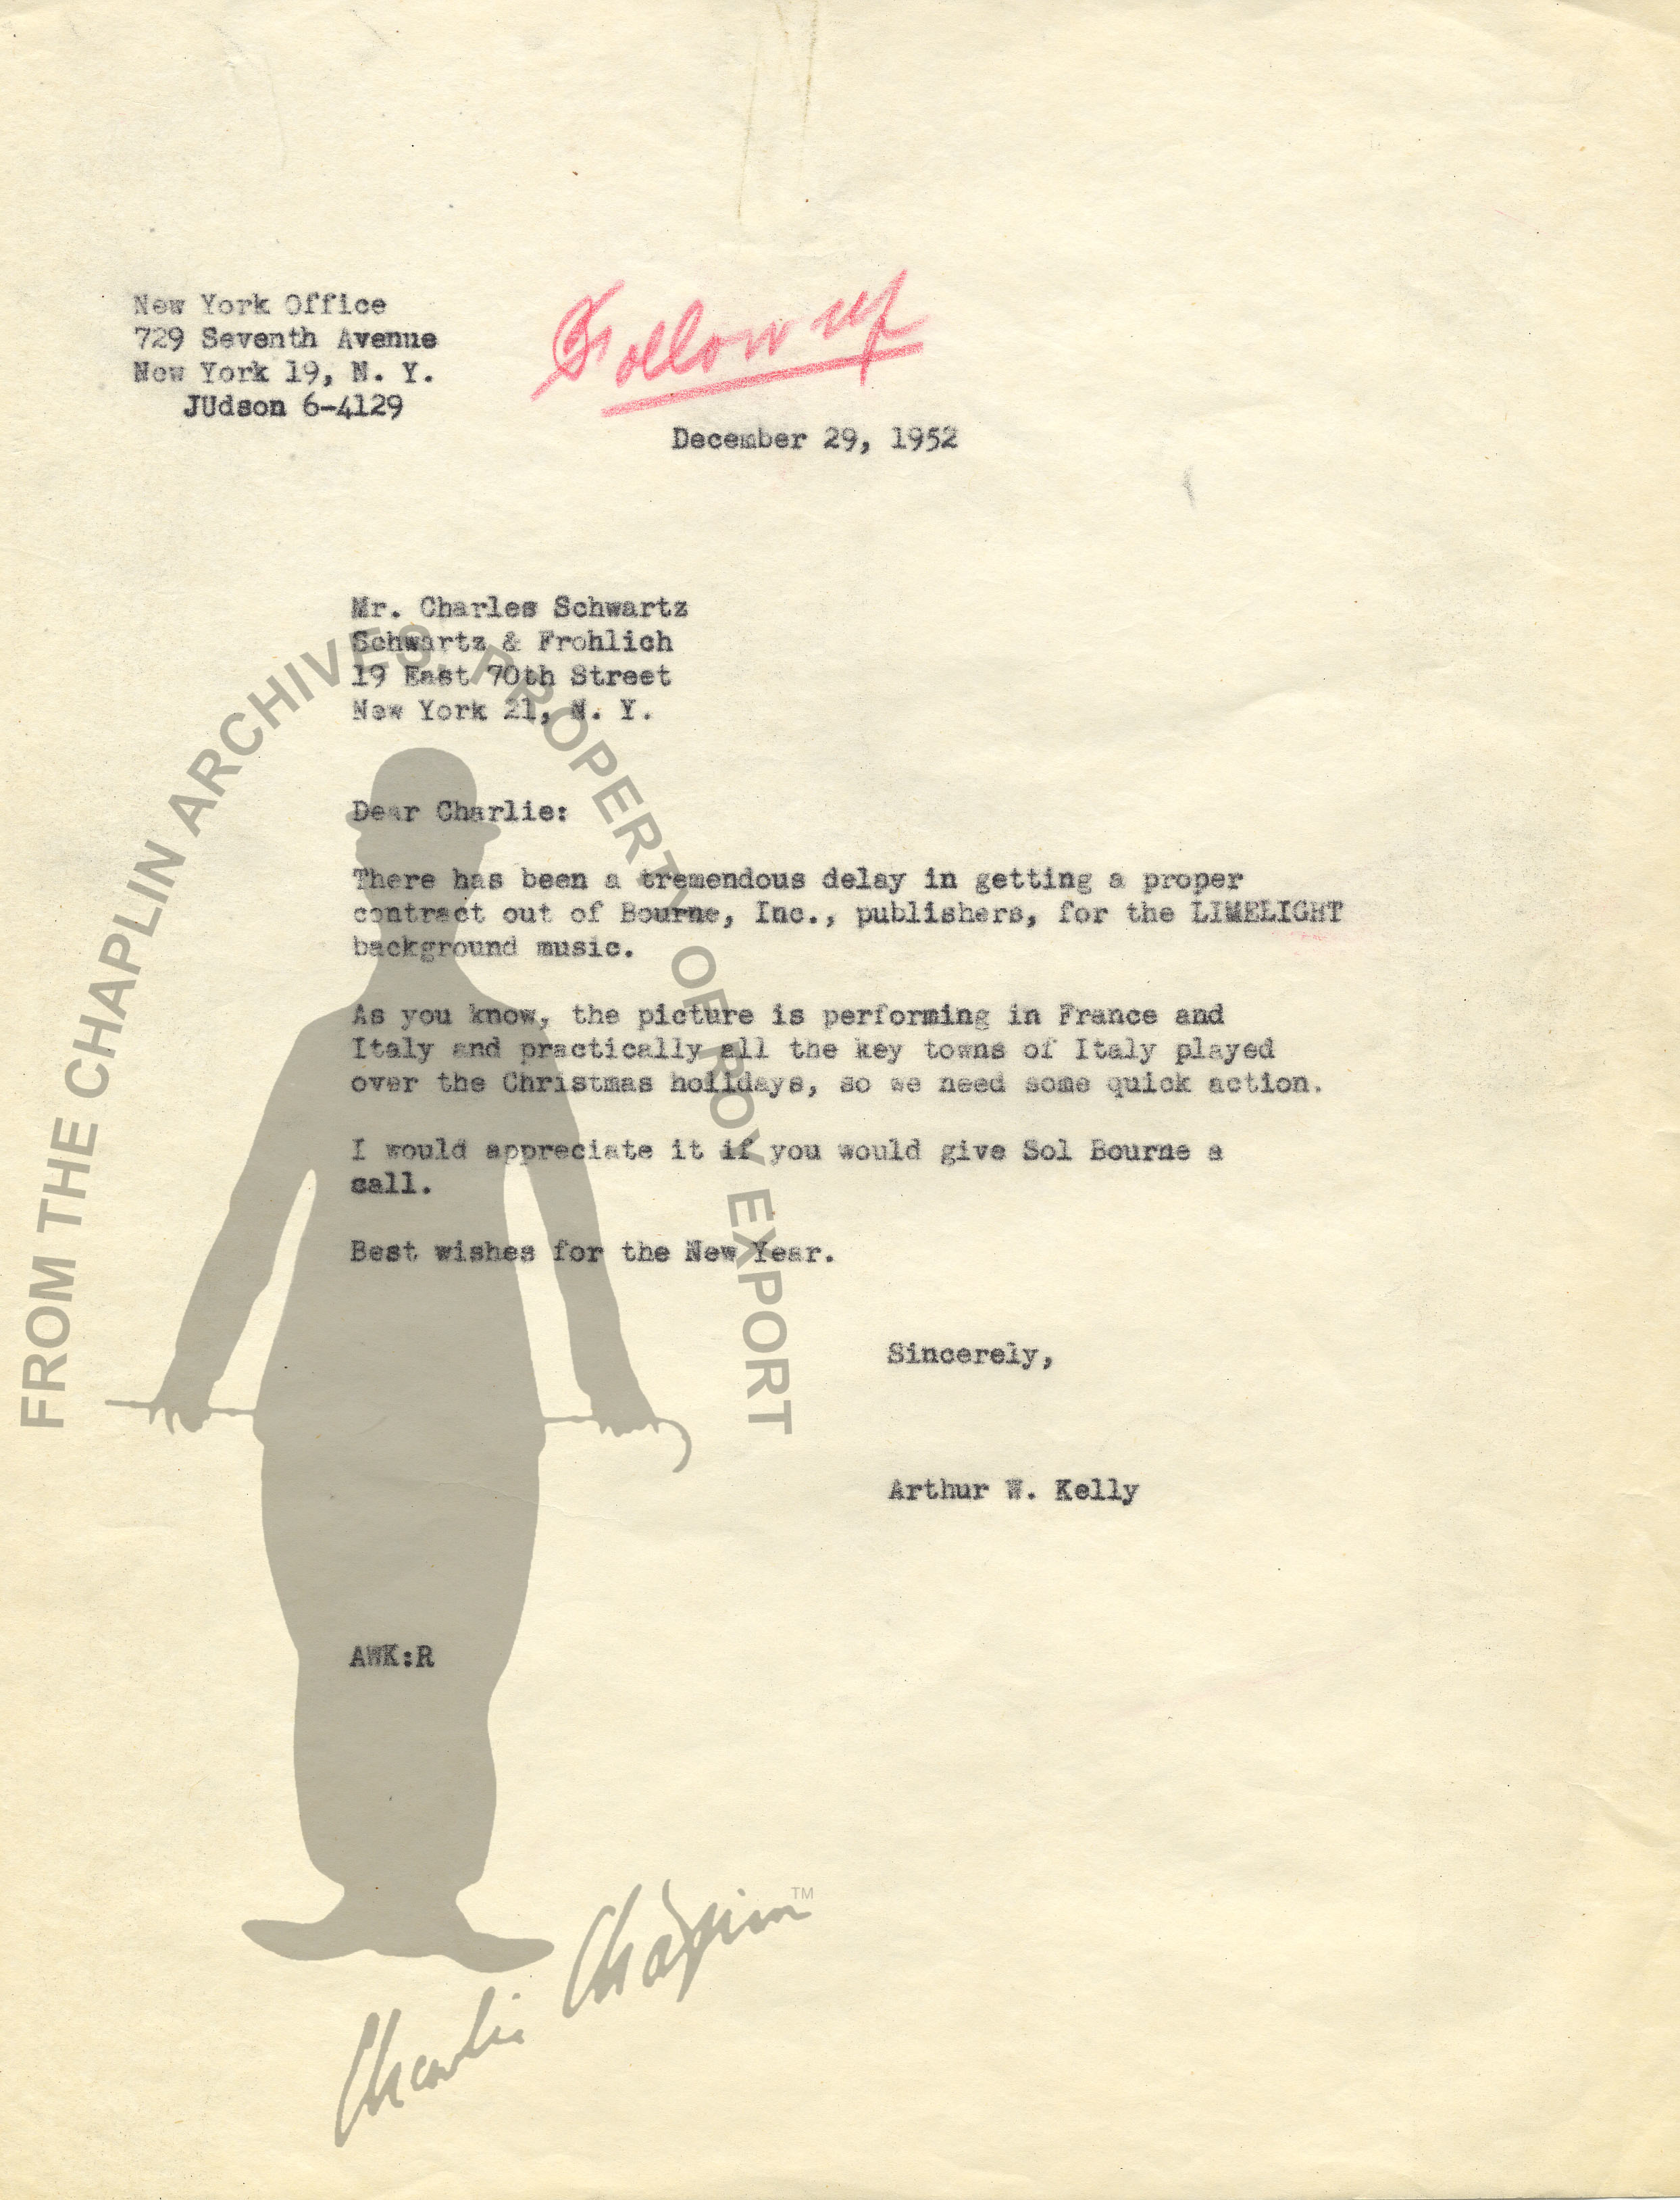 New York Office
729 Seventh Avenue
New York 19, N. Y.
JUdson 6-4129
Follow up
December 29, 1952
Mr. Charles Schwartz
Schwartz & Frohlich
19 East 70th Street
New York 21, N. Y.
Dear Charlie:
There has been a tremendous delay in getting a proper
contract out of Bourne, Inc., publishers, for the LIMELIGHT
background music.
As you know, the picture is performing in France and
Italy and practically all the key towns of Italy played
over the Christmas holidays, so we need some quick action.
I would appreciate it if you would give Sol Bourne a
call.
Best wishes for the New Year.
Sincerely,
Arthur W. Kelly
AWK:R
FROM THE CHAPLIN ARCHIVES, PROPERTY OF ROY EXPORT
Charlie Chaplin TM